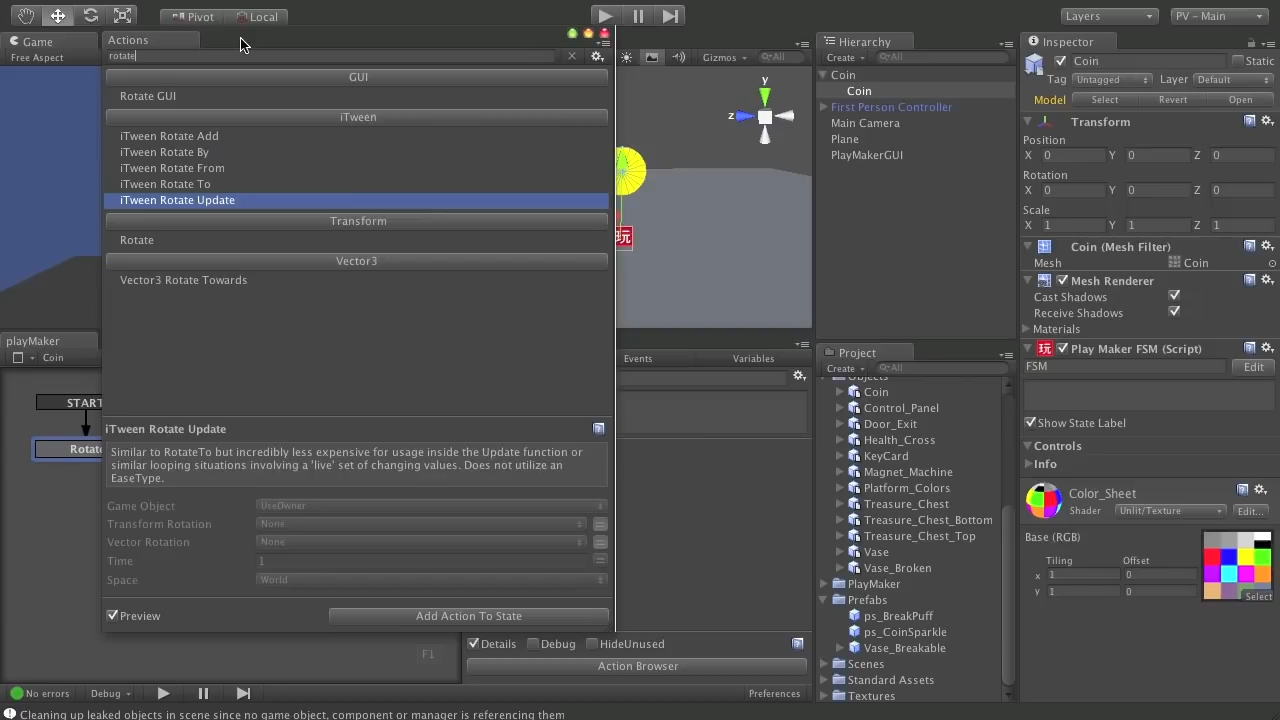 Pivot
Local
Layers
PV - Main
Game
Free Aspect
Actions
rotate
GUI
Rotate GUI
iTween
iTween Rotate Add
iTween Rotate By
iTween Rotate From
iTween Rotate To
iTween Rotate Update
Transform
Rotate
Vector3
Vector3 Rotate Towards
iTween Rotate Update
Similar to RotateTo but incredibly less expensive for usage inside the Update function or
similar looping situations involving a 'live' set of changing values. Does not utilize an
EaseType.
Game Object UseOwner
Transform Rotation None
Vector Rotation None
Time 1
Space World
Preview
Add Action To State
Gizmos
All
y
z
玩
playMaker
Coin
START
Rotate
F1
Events
Variables
Details
Debug
HideUnused
Action Browser
No errors
Debug
Preferences
Cleaning up leaked objects in scene since no game object, component or manager is referencing them
Hierarchy
Create
All
Coin
Coin
First Person Controller
Main Camera
Plane
PlayMakerGUI
Project
Create
All
Objects
Coin
Control_Panel
Door_Exit
Health_Cross
KeyCard
Magnet_Machine
Platform_Colors
Treasure_Chest
Treasure_Chest_Bottom
Treasure_Chest_Top
Vase
Vase_Broken
PlayMaker
Prefabs
ps_BreakPuff
ps_CoinSparkle
Vase_Breakable
Scenes
Standard Assets
Textures
Inspector
Coin
Static
Tag Untagged Layer Default
Model Select Revert Open
Transform
Position
X 0 Y 0 Z 0
Rotation
X 0 Y 0 Z 0
Scale
X 1 Y 1 Z 1
Coin (Mesh Filter)
Mesh Coin
Mesh Renderer
Cast Shadows
Receive Shadows
Materials
玩 Play Maker FSM (Script)
FSM
Edit
Show State Label
Controls
Info
Color_Sheet
Shader Unlit/Texture Edit...
Base (RGB)
Tiling Offset
x 1 0
y 1 0
Select